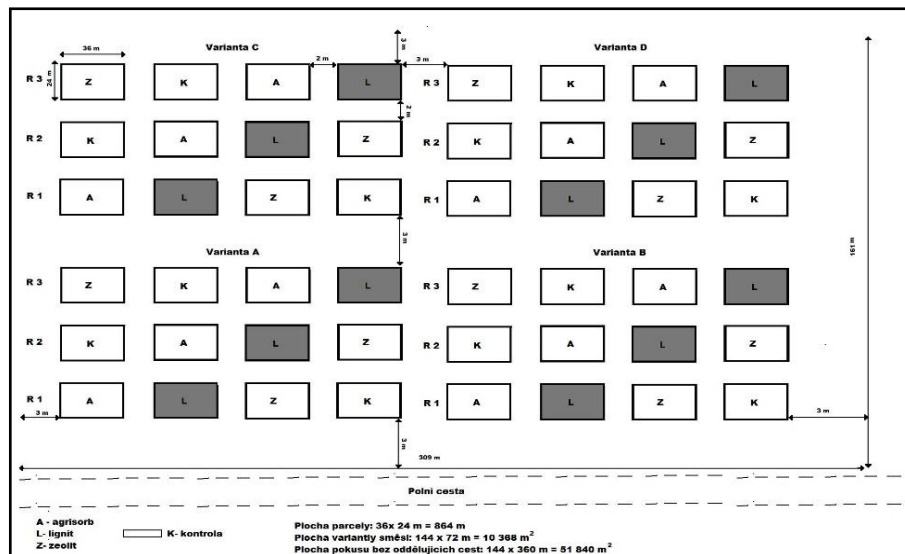 36 m
Varianta C
3 m
3 m
Varianta D
2 m
R 3
24 m
Z
K
A
L
R 3
Z
K
A
L
2 m
R 2
K
A
L
Z
R 2
K
A
L
Z
R 1
A
L
Z
K
R 1
A
L
Z
K
191 m
3 m
Varianta A
Varianta B
R 3
Z
K
A
L
R 3
Z
K
A
L
R 2
K
A
L
Z
R 2
K
A
L
Z
R 1
A
L
Z
K
R 1
A
L
Z
K
3 m
3 m
3 m
309 m
Polni cesta
A - agrisorb
L- lignit
K- kontrola
Z- zeolit
Plocha parcely: 36x 24 m = 864 m
Plocha varianty směsí: 144 x 72 m = 10 368 m²
Plocha pokusu bez oddělujících cest: 144 x 360 m = 51 840 m²